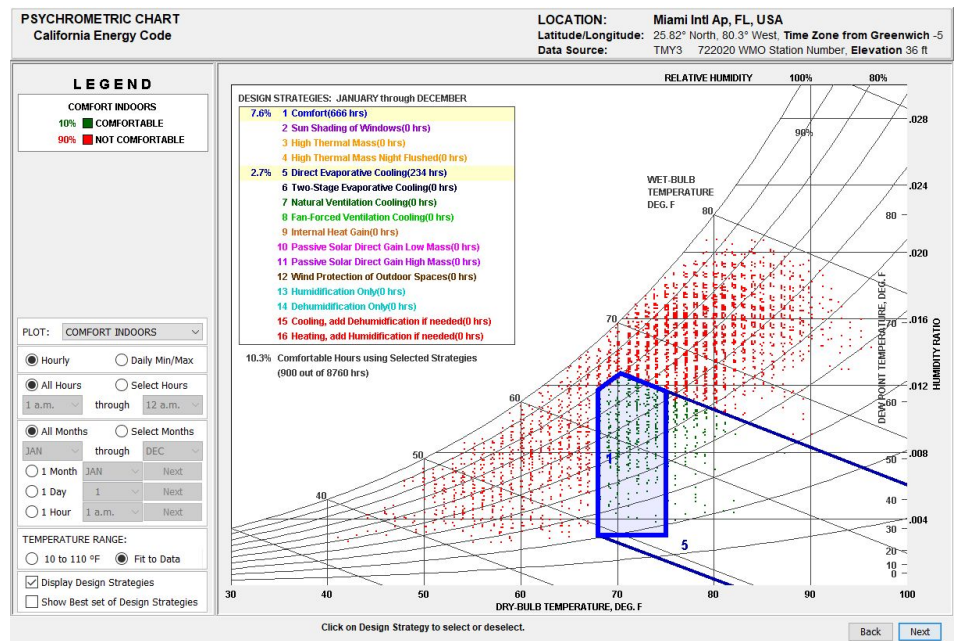 PSYCHROMETRIC CHART
California Energy Code
LOCATION: Miami Intl Ap, FL, USA
Latitude/Longitude: 25.82° North, 80.3° West, Time Zone from Greenwich -5
Data Source: TMY3 722020 WMO Station Number, Elevation 36 ft
LEGEND
COMFORT INDOORS
10% COMFORTABLE
90% NOT COMFORTABLE
PLOT: COMFORT INDOORS
Hourly Daily Min/Max
All Hours Select Hours
1 a.m. through 12 a.m.
All Months Select Months
JAN through DEC
1 Month JAN Next
1 Day 1 Next
1 Hour 1 a.m. Next
TEMPERATURE RANGE:
10 to 110 °F Fit to Data
Display Design Strategies
Show Best set of Design Strategies
RELATIVE HUMIDITY 100% 80%
DESIGN STRATEGIES: JANUARY through DECEMBER
7.6% 1 Comfort(666 hrs)
2 Sun Shading of Windows(0 hrs)
3 High Thermal Mass(0 hrs)
4 High Thermal Mass Night Flushed(0 hrs)
2.7% 5 Direct Evaporative Cooling(234 hrs)
6 Two-Stage Evaporative Cooling(0 hrs)
7 Natural Ventilation Cooling(0 hrs)
8 Fan-Forced Ventilation Cooling(0 hrs)
9 Internal Heat Gain(0 hrs)
10 Passive Solar Direct Gain Low Mass(0 hrs)
11 Passive Solar Direct Gain High Mass(0 hrs)
12 Wind Protection of Outdoor Spaces(0 hrs)
13 Humidification Only(0 hrs)
14 Dehumidification Only(0 hrs)
15 Cooling, add Dehumidfication if needed(0 hrs)
16 Heating, add Humidification if needed(0 hrs)
10.3% Comfortable Hours using Selected Strategies
(900 out of 8760 hrs)
90%
WET-BULB
TEMPERATURE
DEG. F
80
70
60
50
40
1
5
.028
.024
.020
.016
.012
.008
.004
80
70
60
50
40
30
20
10
0
DEW POINT TEMPERATURE, DEG. F
HUMIDITY RATIO
30 40 50 60 70 80 90 100
DRY-BULB TEMPERATURE, DEG. F
Click on Design Strategy to select or deselect.
Back Next